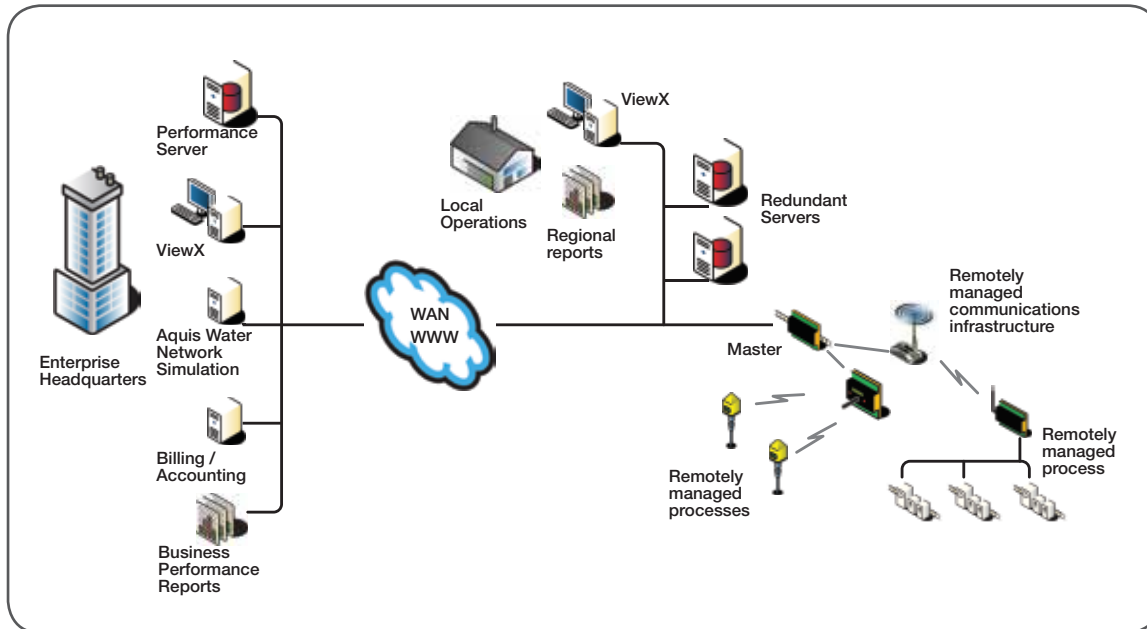 Performance
Server
ViewX
Enterprise
Headquarters
Aquis Water
Network
Simulation
Billing /
Accounting
Business
Performance
Reports
WAN
WWW
ViewX
Local
Operations
Regional
reports
Redundant
Servers
Remotely
managed
communications
infrastructure
Master
Remotely
managed
processes
Remotely
managed
process